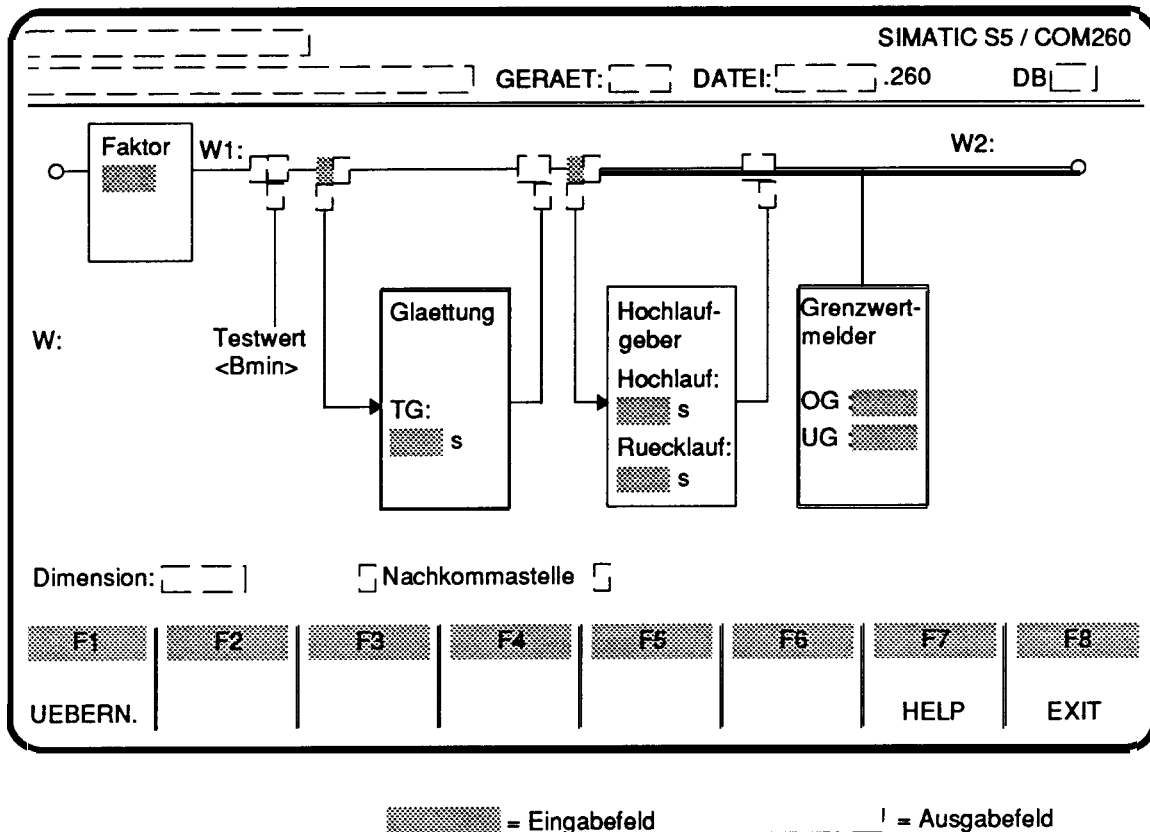 SIMATIC S5 / COM260
GERAET: DATEI: .260 DB
Faktor
W1:
W2:
W:
Testwert
<Bmin>
Glaettung
TG:
s
Hochlauf-
geber
Hochlauf:
s
Ruecklauf:
s
Grenzwert-
melder
OG :
UG :
Dimension: Nachkommastelle
F1 F2 F3 F4 F5 F6 F7 F8
UEBERN. HELP EXIT
= Eingabefeld = Ausgabefeld